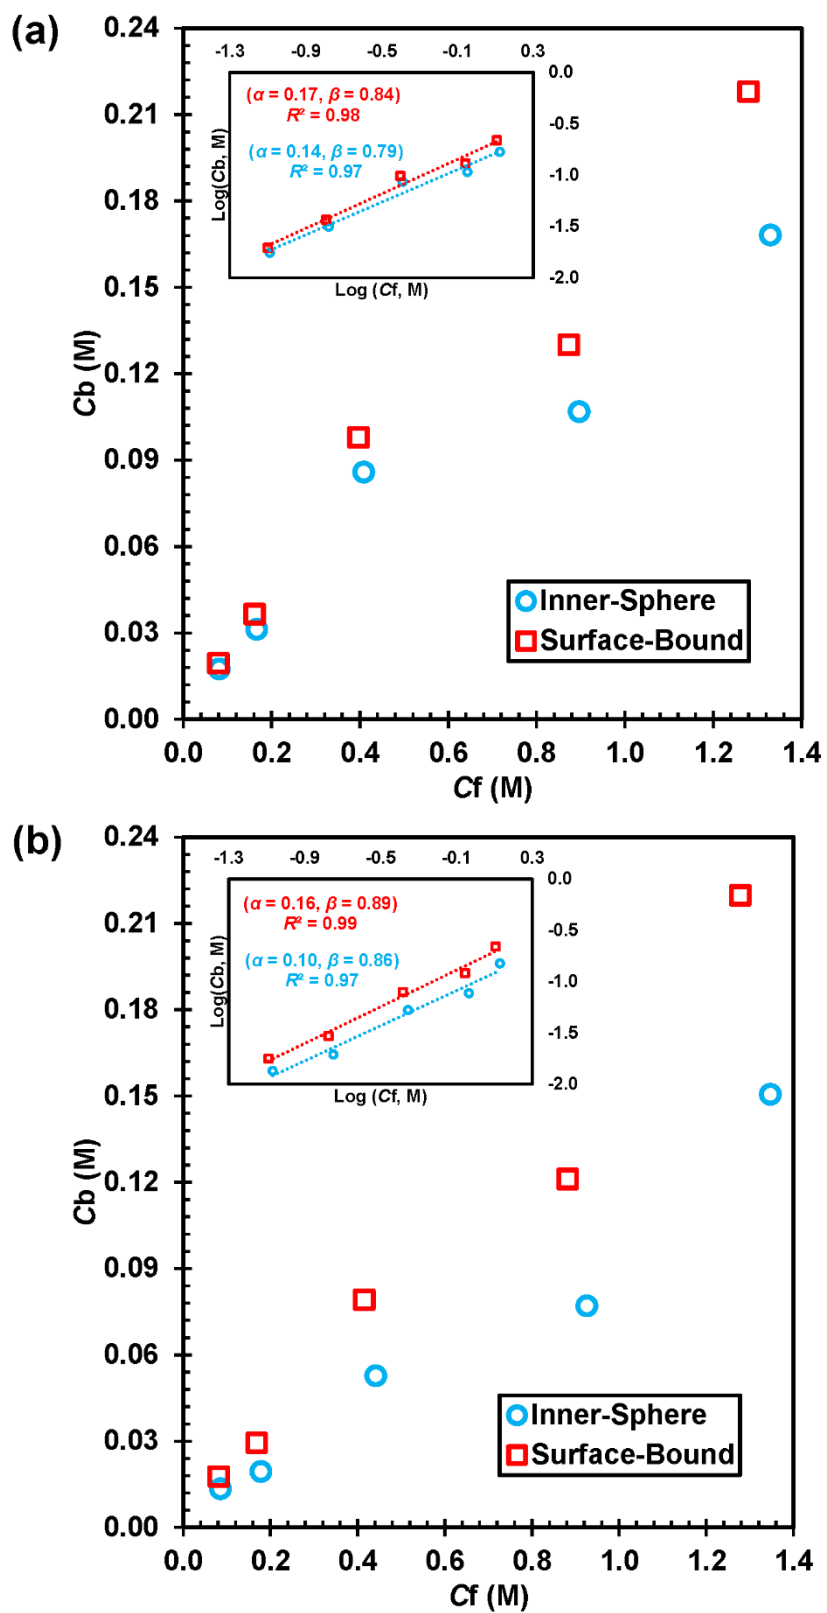 (a)
0.24
0.21
0.18
0.15
0.12
0.09
0.06
0.03
0.00
Cb (M)
-1.3 -0.9 -0.5 -0.1 0.3
0.0
-0.5
-1.0
-1.5
-2.0
Log(Cb, M)
(α = 0.17, β = 0.84)
R² = 0.98
(α = 0.14, β = 0.79)
R² = 0.97
Log (Cf, M)
Inner-Sphere
Surface-Bound
0.0 0.2 0.4 0.6 0.8 1.0 1.2 1.4
Cf (M)
(b)
0.24
0.21
0.18
0.15
0.12
0.09
0.06
0.03
0.00
Cb (M)
-1.3 -0.9 -0.5 -0.1 0.3
0.0
-0.5
-1.0
-1.5
-2.0
Log(Cb, M)
(α = 0.16, β = 0.89)
R² = 0.99
(α = 0.10, β = 0.86)
R² = 0.97
Log (Cf, M)
Inner-Sphere
Surface-Bound
0.0 0.2 0.4 0.6 0.8 1.0 1.2 1.4
Cf (M)